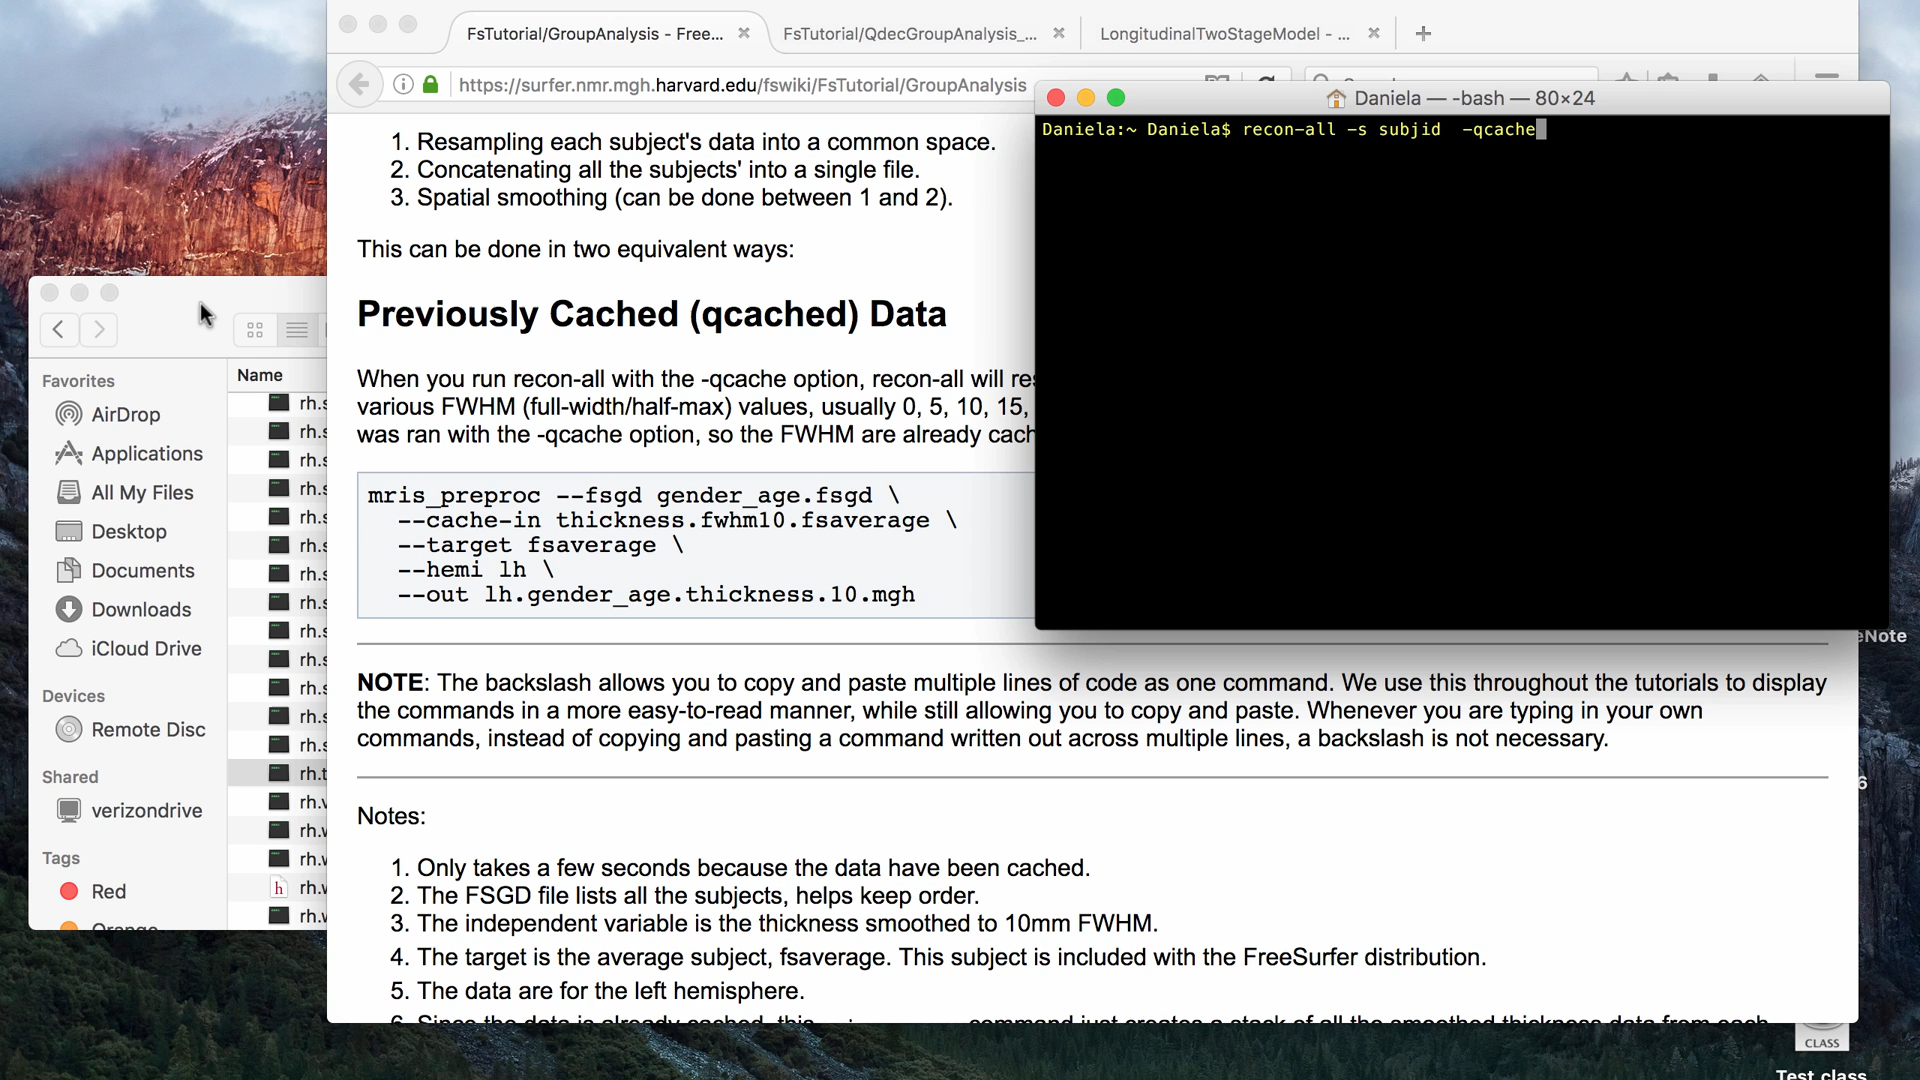 FsTutorial/GroupAnalysis - Free...
FsTutorial/QdecGroupAnalysis_...
LongitudinalTwoStageModel - ...
https://surfer.nmr.mgh.harvard.edu/fswiki/FsTutorial/GroupAnalysis
Daniela — -bash — 80×24
Daniela:~ Daniela$ recon-all -s subjid  -qcache
1. Resampling each subject's data into a common space.
2. Concatenating all the subjects' into a single file.
3. Spatial smoothing (can be done between 1 and 2).
This can be done in two equivalent ways:
Previously Cached (qcached) Data
When you run recon-all with the -qcache option, recon-all will
various FWHM (full-width/half-max) values, usually 0, 5, 10, 15,
was ran with the -qcache option, so the FWHM are already
mris_preproc --fsgd gender_age.fsgd \
--cache-in thickness.fwhm10.fsaverage \
--target fsaverage \
--hemi lh \
--out lh.gender_age.thickness.10.mgh
NOTE: The backslash allows you to copy and paste multiple lines of code as one command. We use this throughout the tutorials to display
the commands in a more easy-to-read manner, while still allowing you to copy and paste. Whenever you are typing in your own
commands, instead of copying and pasting a command written out across multiple lines, a backslash is not necessary.
Notes:
1. Only takes a few seconds because the data have been cached.
2. The FSGD file lists all the subjects, helps keep order.
3. The independent variable is the thickness smoothed to 10mm FWHM.
4. The target is the average subject, fsaverage. This subject is included with the FreeSurfer distribution.
5. The data are for the left hemisphere.
Favorites
AirDrop
Applications
All My Files
Desktop
Documents
Downloads
iCloud Drive
Devices
Remote Disc
Shared
verizondrive
Tags
Red
Orange
Name
eNote
6
CLASS
Test class